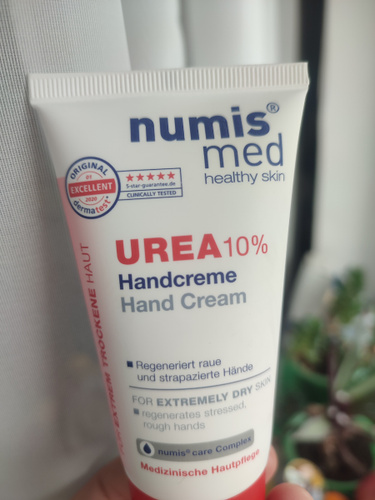 numis®
med
healthy skin
ORIGINAL
EXCELLENT
2020
dermatest®
★★★★★
5-star-guarantee.de
CLINICALLY TESTED
UREA 10%
Handcreme
Hand Cream
EXTREM TROCKENE HAUT
Regeneriert raue
und strapazierte Hände
FOR EXTREMELY DRY SKIN
regenerates stressed,
rough hands
numis® care Complex
Medizinische Hautpflege